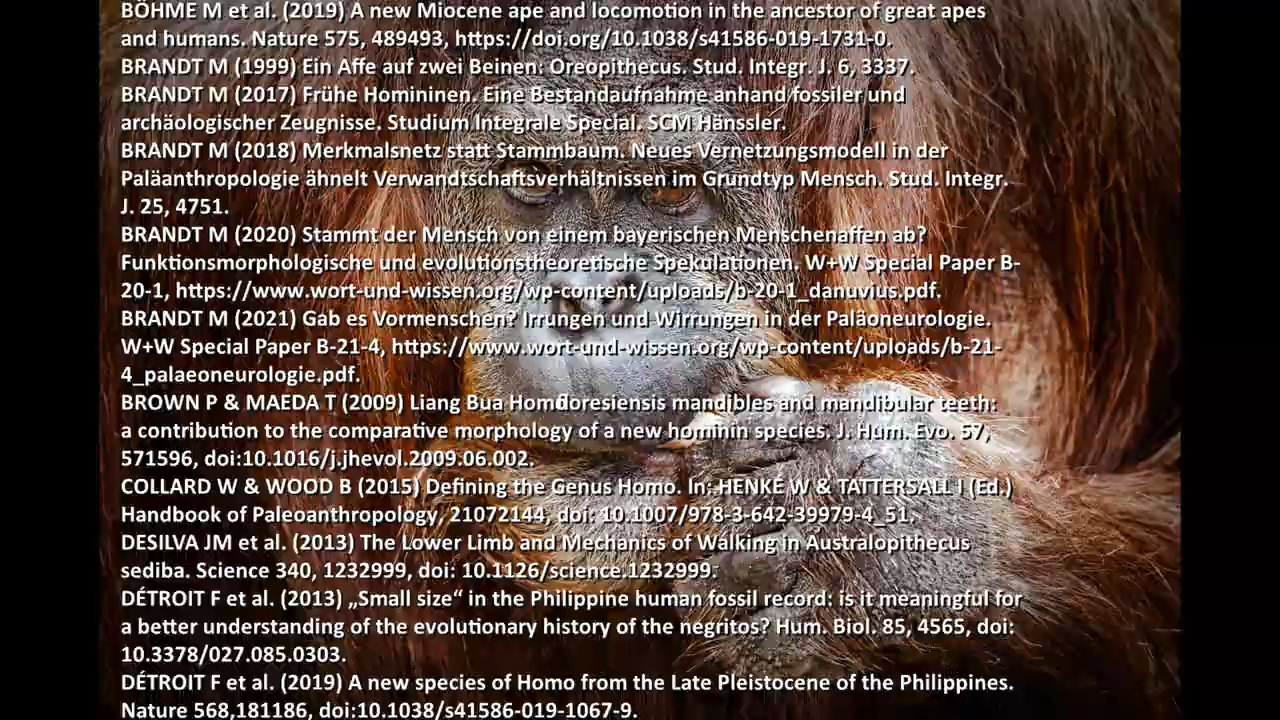 BÖHME M et al. (2019) A new Miocene ape and locomotion in the ancestor of great apes
and humans. Nature 575, 489493, https://doi.org/10.1038/s41586-019-1731-0.
BRANDT M (1999) Ein Affe auf zwei Beinen: Oreopithecus. Stud. Integr. J. 6, 3337.
BRANDT M (2017) Frühe Homininen. Eine Bestandaufnahme anhand fossiler und
archäologischer Zeugnisse. Studium Integrale Special. SCM Hänssler.
BRANDT M (2018) Merkmalsnetz statt Stammbaum. Neues Vernetzungsmodell in der
Paläanthropologie ähnelt Verwandtschaftsverhältnissen im Grundtyp Mensch. Stud. Integr.
J. 25, 4751.
BRANDT M (2020) Stammt der Mensch von einem bayerischen Menschenaffen ab?
Funktionsmorphologische und evolutionstheoretische Spekulationen. W+W Special Paper B-
20-1, https://www.wort-und-wissen.org/wp-content/uploads/b-20-1_danuvius.pdf.
BRANDT M (2021) Gab es Vormenschen? Irrungen und Wirrungen in der Paläoneurologie.
W+W Special Paper B-21-4, https://www.wort-und-wissen.org/wp-content/uploads/b-21-
4_palaeoneurologie.pdf.
BROWN P & MAEDA T (2009) Liang Bua Homo floresiensis mandibles and mandibular teeth:
a contribution to the comparative morphology of a new hominin species. J. Hum. Evo. 57,
571596, doi:10.1016/j.jhevol.2009.06.002.
COLLARD W & WOOD B (2015) Defining the Genus Homo. In: HENKE W & TATTERSALL I (Ed.)
Handbook of Paleoanthropology, 21072144, doi: 10.1007/978-3-642-39979-4_51.
DESILVA JM et al. (2013) The Lower Limb and Mechanics of Walking in Australopithecus
sediba. Science 340, 1232999, doi: 10.1126/science.1232999.
DÉTROIT F et al. (2013) „Small size“ in the Philippine human fossil record: is it meaningful for
a better understanding of the evolutionary history of the negritos? Hum. Biol. 85, 4565, doi:
10.3378/027.085.0303.
DÉTROIT F et al. (2019) A new species of Homo from the Late Pleistocene of the Philippines.
Nature 568,181186, doi:10.1038/s41586-019-1067-9.